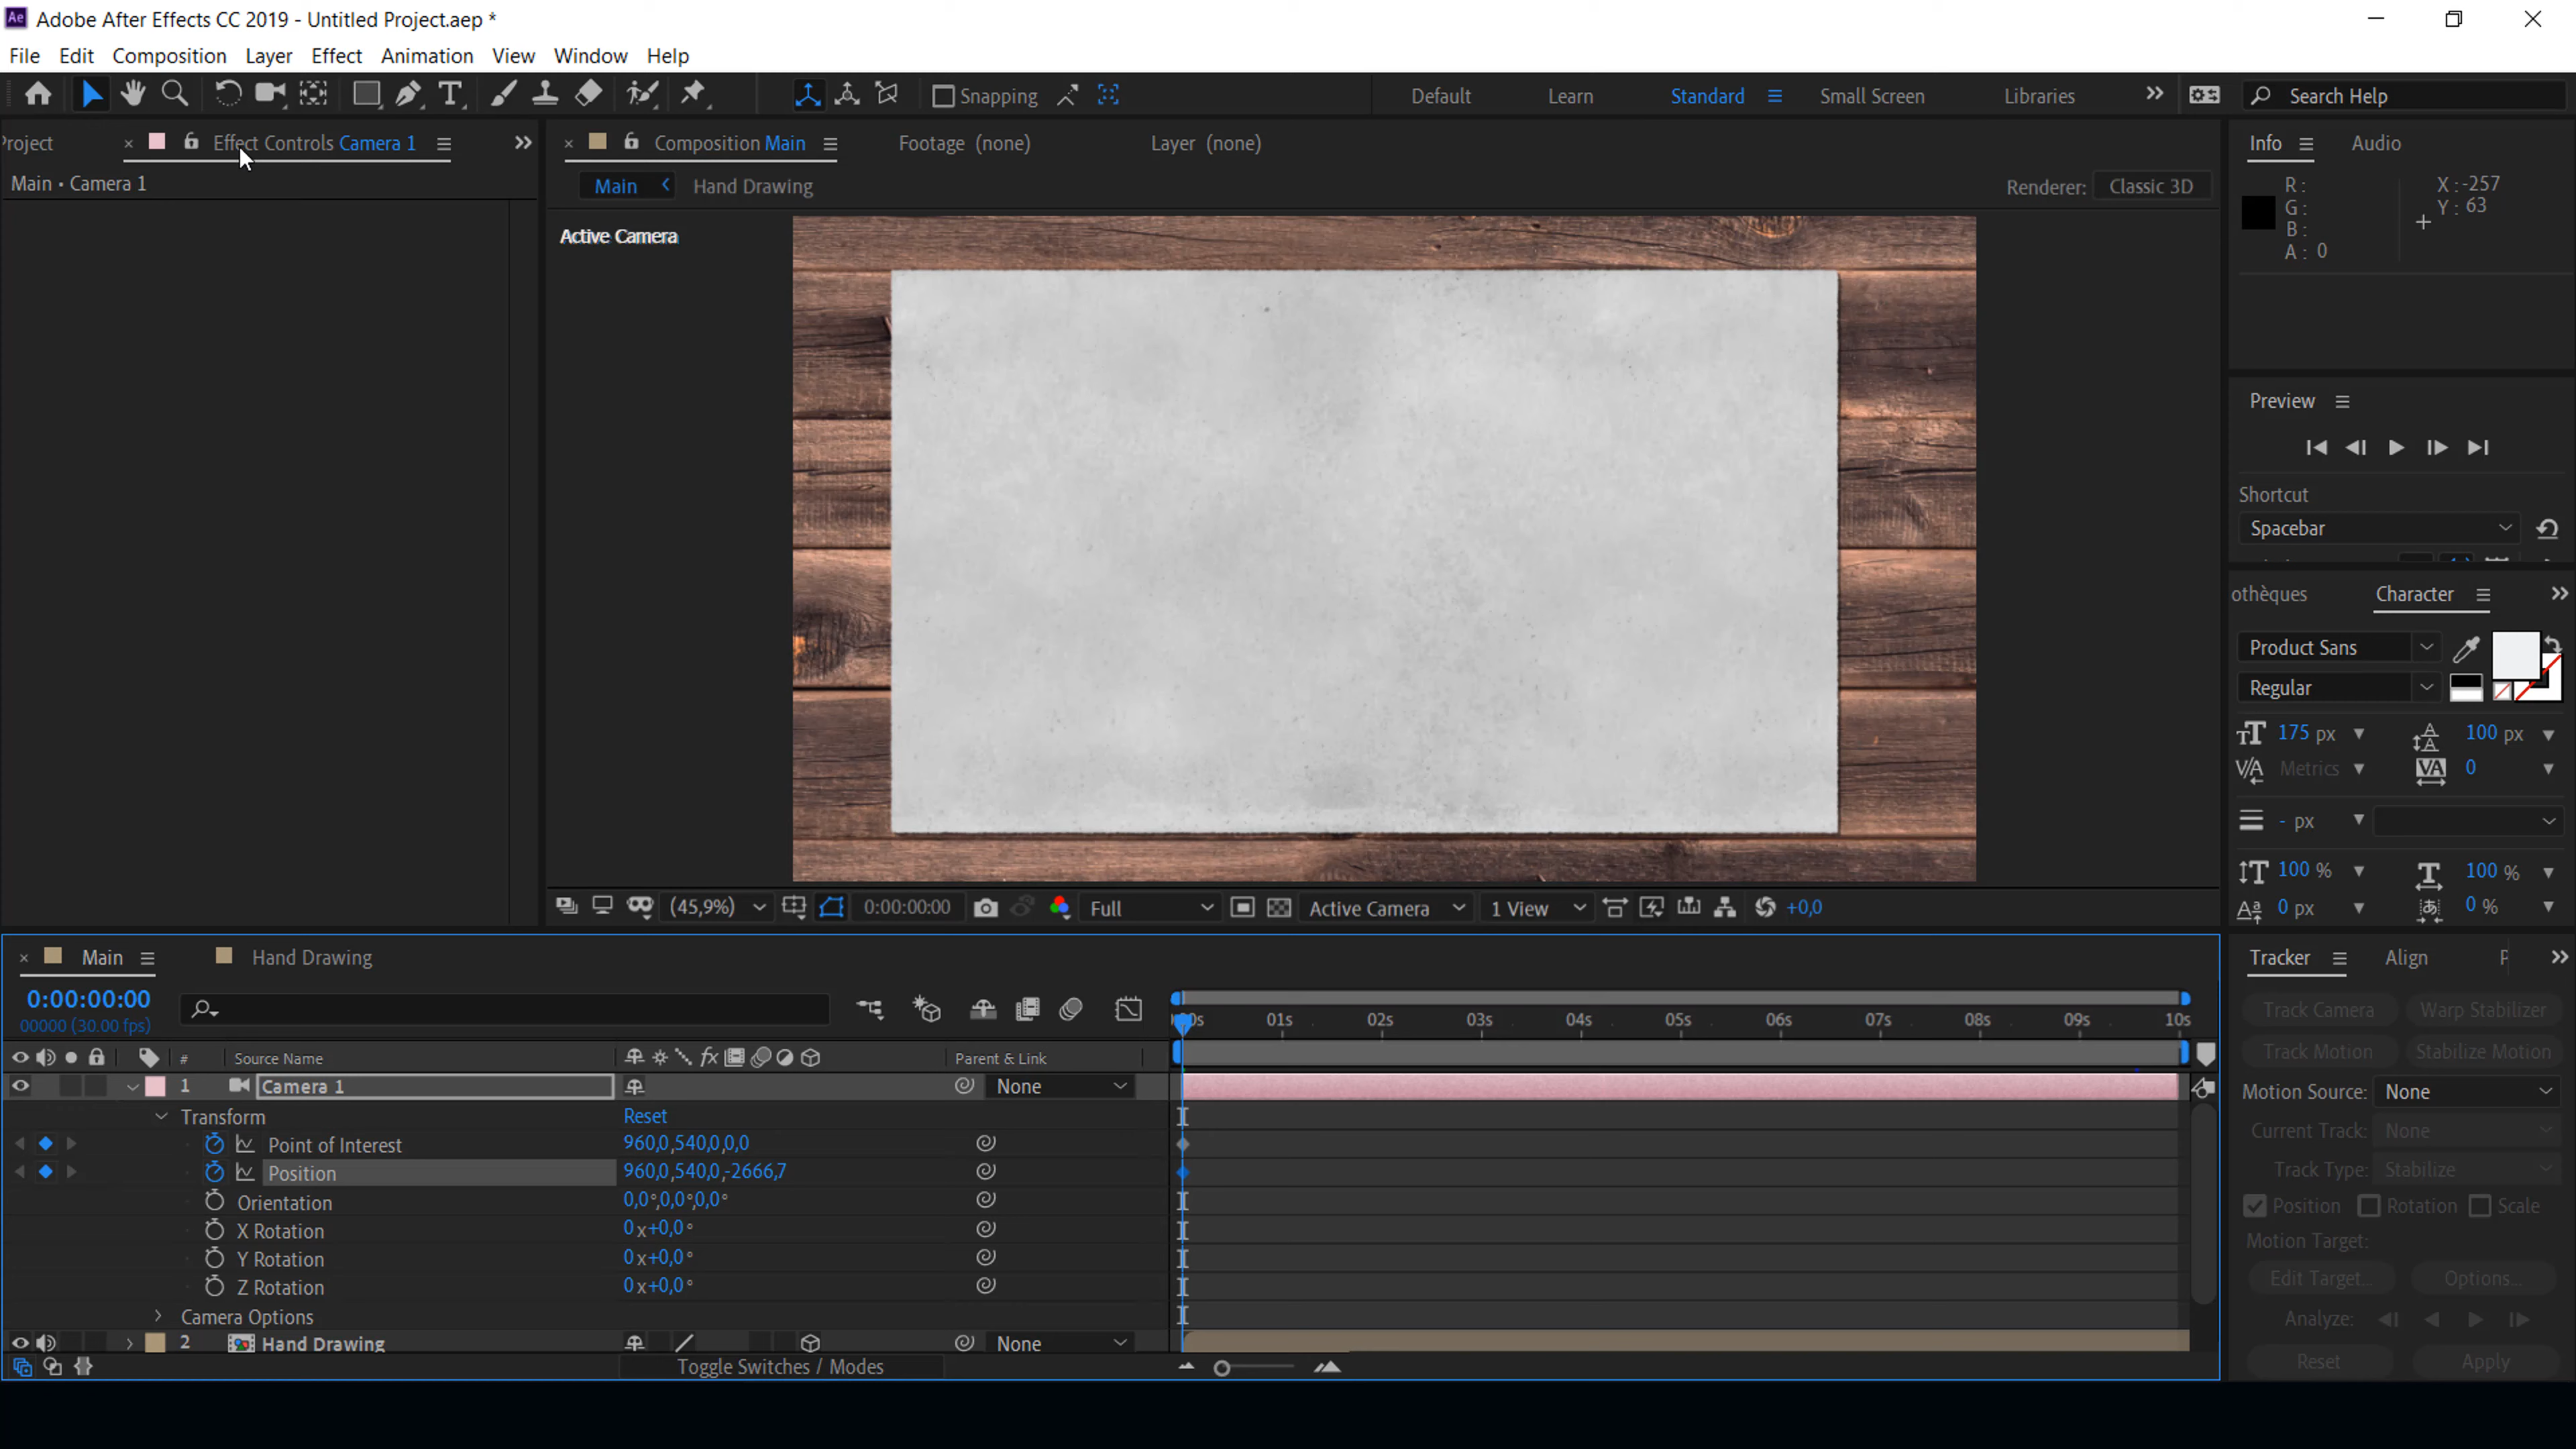 Ae Adobe After Effects CC 2019 - Untitled Project.aep *
File Edit Composition Layer Effect Animation View Window Help
Snapping Default Learn Standard Small Screen Libraries Search Help
Project Effect Controls Camera 1
Main • Camera 1
Composition Main Footage (none) Layer (none)
Main Hand Drawing Renderer: Classic 3D
Active Camera
(45,9%) 0:00:00:00 Full Active Camera 1 View +0,0
Info Audio
R : X : -257
G : Y : 63
B :
A : 0
Preview
Shortcut
Spacebar
othèques Character
Product Sans
Regular
175 px 100 px
Metrics 0
- px
100 % 100 %
0 px 0 %
Main Hand Drawing
0:00:00:00
00000 (30.00 fps)
00s 01s 02s 03s 04s 05s 06s 07s 08s 09s 10s
# Source Name fx Parent & Link
1 Camera 1 None
Transform Reset
Point of Interest 960,0,540,0,0,0
Position 960,0,540,0,-2666,7
Orientation 0,0°,0,0°,0,0°
X Rotation 0x+0,0°
Y Rotation 0x+0,0°
Z Rotation 0x+0,0°
Camera Options
2 Hand Drawing None
Toggle Switches / Modes
Tracker Align P
Track Camera Warp Stabilizer
Track Motion Stabilize Motion
Motion Source: None
Current Track: None
Track Type: Stabilize
Position Rotation Scale
Motion Target:
Edit Target... Options...
Analyze:
Reset Apply